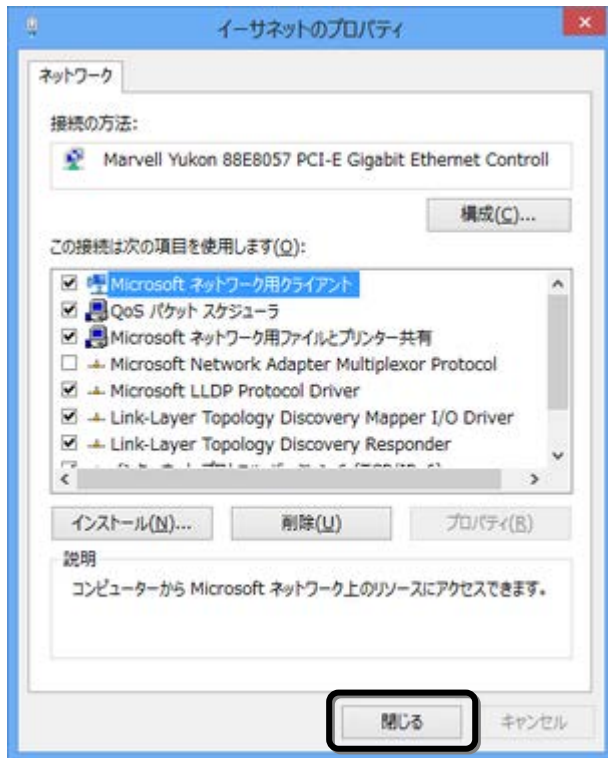 イーサネットのプロパティ
ネットワーク
接続の方法:
Marvell Yukon 88E8057 PCI-E Gigabit Ethernet Controll
構成(C)...
この接続は次の項目を使用します(O):
Microsoft ネットワーク用クライアント
QoS パケット スケジューラ
Microsoft ネットワーク用ファイルとプリンター共有
Microsoft Network Adapter Multiplexor Protocol
Microsoft LLDP Protocol Driver
Link-Layer Topology Discovery Mapper I/O Driver
Link-Layer Topology Discovery Responder
インストール(N)...
削除(U)
プロパティ(R)
説明
コンピューターから Microsoft ネットワーク上のリソースにアクセスできます。
閉じる
キャンセル